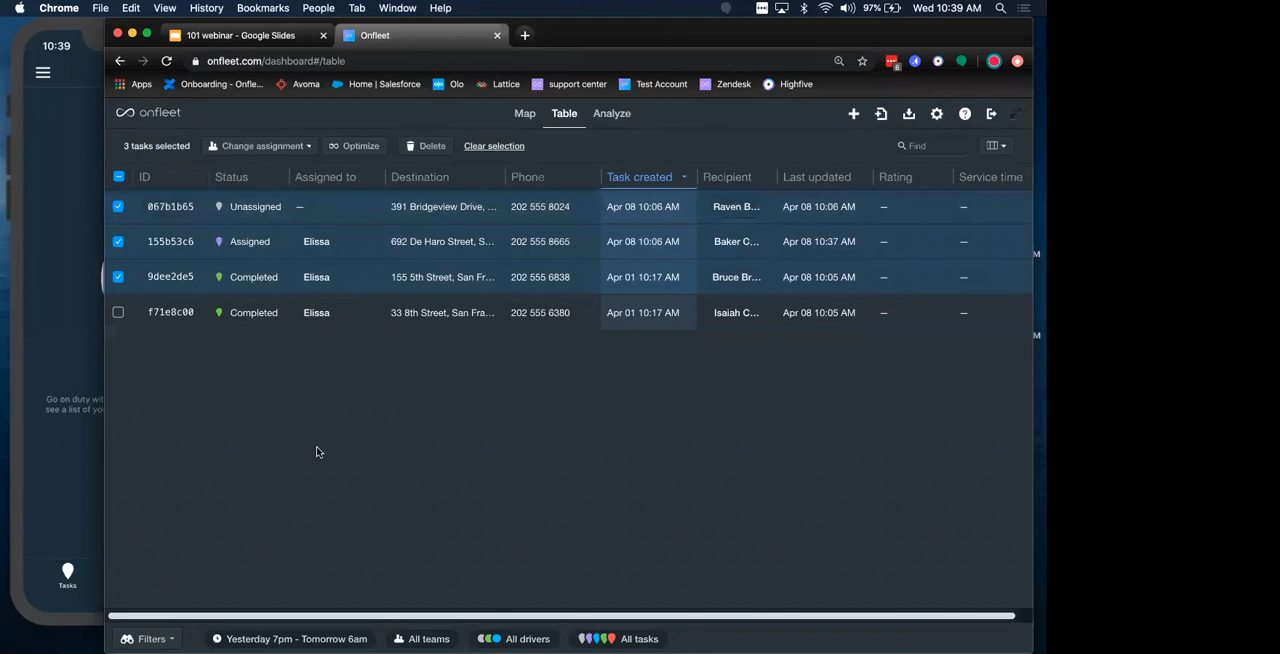 Chrome File Edit View History Bookmarks People Tab Window Help 97% Wed 10:39 AM
10:39
101 webinar - Google Slides
Onfleet
onfleet.com/dashboard#/table
6
Apps Onboarding - Onfle... Avoma Home | Salesforce olo Olo Lattice support center Test Account Zendesk Highfive
onfleet Map Table Analyze
3 tasks selected Change assignment Optimize Delete Clear selection Find
ID Status Assigned to Destination Phone Task created Recipient Last updated Rating Service time
067b1b65 Unassigned — 391 Bridgeview Drive, ... 202 555 8024 Apr 08 10:06 AM Raven B... Apr 08 10:06 AM — —
155b53c6 Assigned Elissa 692 De Haro Street, S... 202 555 8665 Apr 08 10:06 AM Baker C... Apr 08 10:37 AM — —
9dee2de5 Completed Elissa 155 5th Street, San Fr... 202 555 6838 Apr 01 10:17 AM Bruce Br... Apr 08 10:05 AM — —
f71e8c00 Completed Elissa 33 8th Street, San Fra... 202 555 6380 Apr 01 10:17 AM Isaiah C... Apr 08 10:05 AM — —
M
M
Go on duty wit
see a list of you
Tasks
Filters Yesterday 7pm - Tomorrow 6am All teams All drivers All tasks